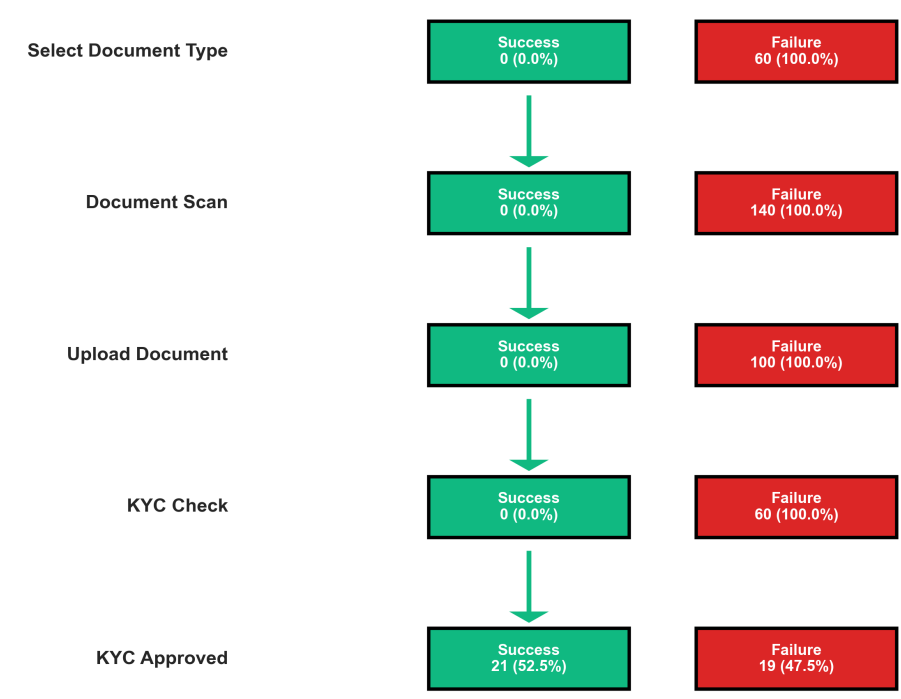 Select Document Type
Success
0 (0.0%)
Failure
60 (100.0%)
Document Scan
Success
0 (0.0%)
Failure
140 (100.0%)
Upload Document
Success
0 (0.0%)
Failure
100 (100.0%)
KYC Check
Success
0 (0.0%)
Failure
60 (100.0%)
KYC Approved
Success
21 (52.5%)
Failure
19 (47.5%)